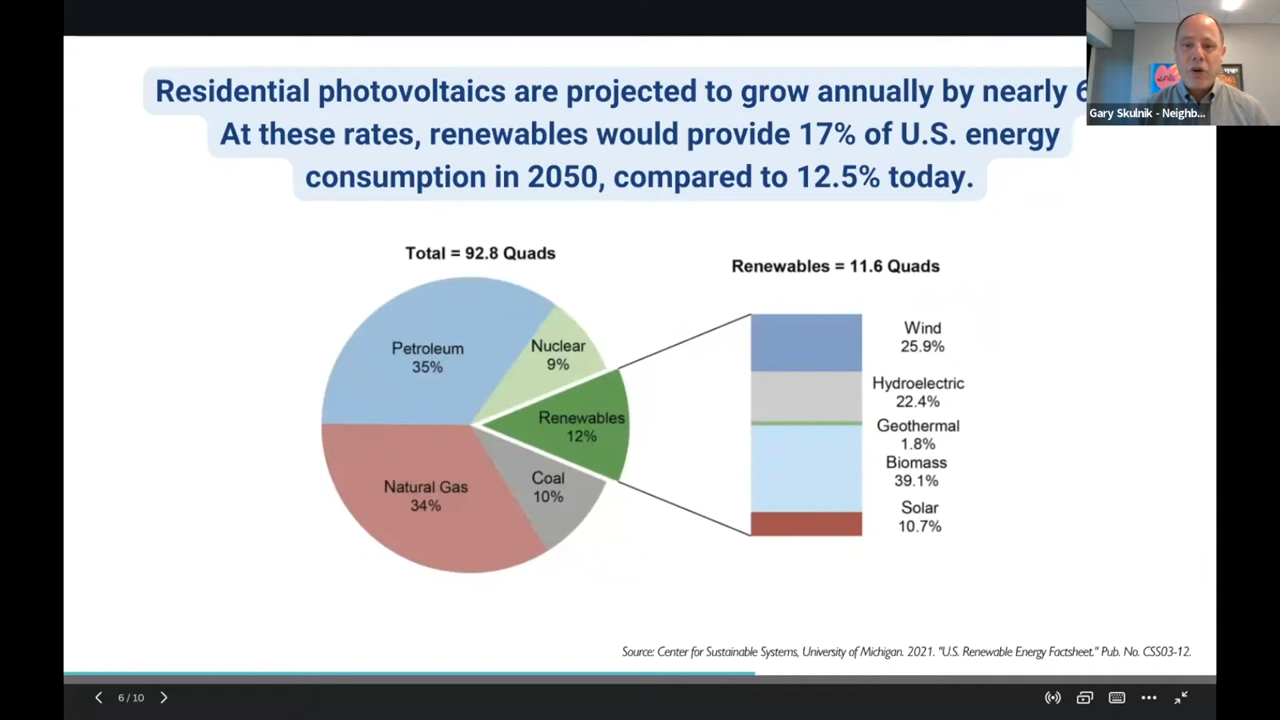 Residential photovoltaics are projected to grow annually by nearly
At these rates, renewables would provide 17% of U.S. energy
consumption in 2050, compared to 12.5% today.
Gary Skulnik - Neighb...
Total = 92.8 Quads
Renewables = 11.6 Quads
Petroleum
35%
Nuclear
9%
Renewables
12%
Coal
10%
Natural Gas
34%
Wind
25.9%
Hydroelectric
22.4%
Geothermal
1.8%
Biomass
39.1%
Solar
10.7%
Source: Center for Sustainable Systems, University of Michigan. 2021. "U.S. Renewable Energy Factsheet." Pub. No. CSS03-12.
6 / 10